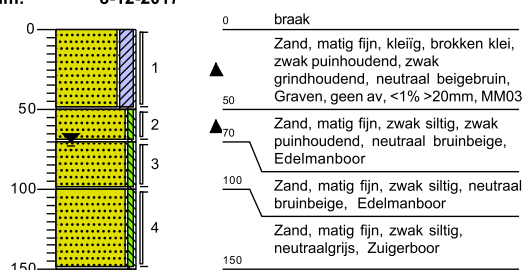 8-12-2017
0
50
100
150
1
2
3
4
0
braak
Zand, matig fijn, kleiïg, brokken klei,
zwak puinhoudend, zwak
grindhoudend, neutraal beigebruin,
Graven, geen av, <1% >20mm, MM03
50
Zand, matig fijn, zwak siltig, zwak
puinhoudend, neutraal bruinbeige,
Edelmanboor
70
Zand, matig fijn, zwak siltig, neutraal
bruinbeige, Edelmanboor
100
Zand, matig fijn, zwak siltig,
neutraalgrijs, Zuigerboor
150